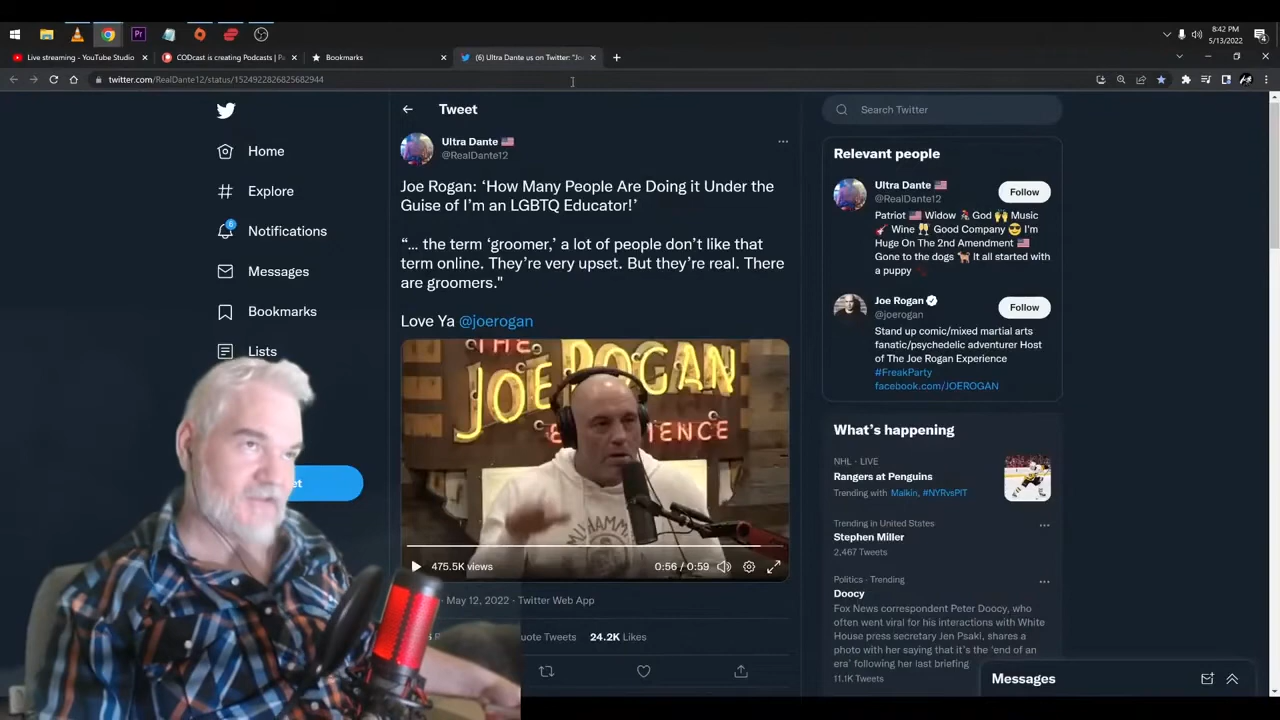 8:42 PM
5/13/2022
Live streaming - YouTube Studio
CODcast is creating Podcasts | Pa
Bookmarks
(6) Ultra Dante us on Twitter: "Joe
twitter.com/RealDante12/status/1524922826825682944
Tweet
Ultra Dante
@RealDante12
Joe Rogan: ‘How Many People Are Doing it Under the
Guise of I’m an LGBTQ Educator!’
“… the term ‘groomer,’ a lot of people don’t like that
term online. They’re very upset. But they’re real. There
are groomers."
Love Ya @joerogan
THE
JOE ROGAN
EXPERIENCE
475.5K views
0:56 / 0:59
May 12, 2022 · Twitter Web App
uote Tweets
24.2K Likes
Home
Explore
6
Notifications
Messages
Bookmarks
Lists
et
Search Twitter
Relevant people
Ultra Dante
@RealDante12
Follow
Patriot Widow God Music
Wine Good Company I'm
Huge On The 2nd Amendment
Gone to the dogs It all started with
a puppy
Joe Rogan
@joerogan
Follow
Stand up comic/mixed martial arts
fanatic/psychedelic adventurer Host
of The Joe Rogan Experience
#FreakParty
facebook.com/JOEROGAN
What’s happening
NHL · LIVE
Rangers at Penguins
Trending with Malkin, #NYRvsPIT
Trending in United States
Stephen Miller
2,467 Tweets
Politics · Trending
Doocy
Fox News correspondent Peter Doocy, who
often went viral for his interactions with White
House press secretary Jen Psaki, shares a
photo with her saying that it’s the ‘end of an
era’ following her last briefing
11.1K Tweets
Messages